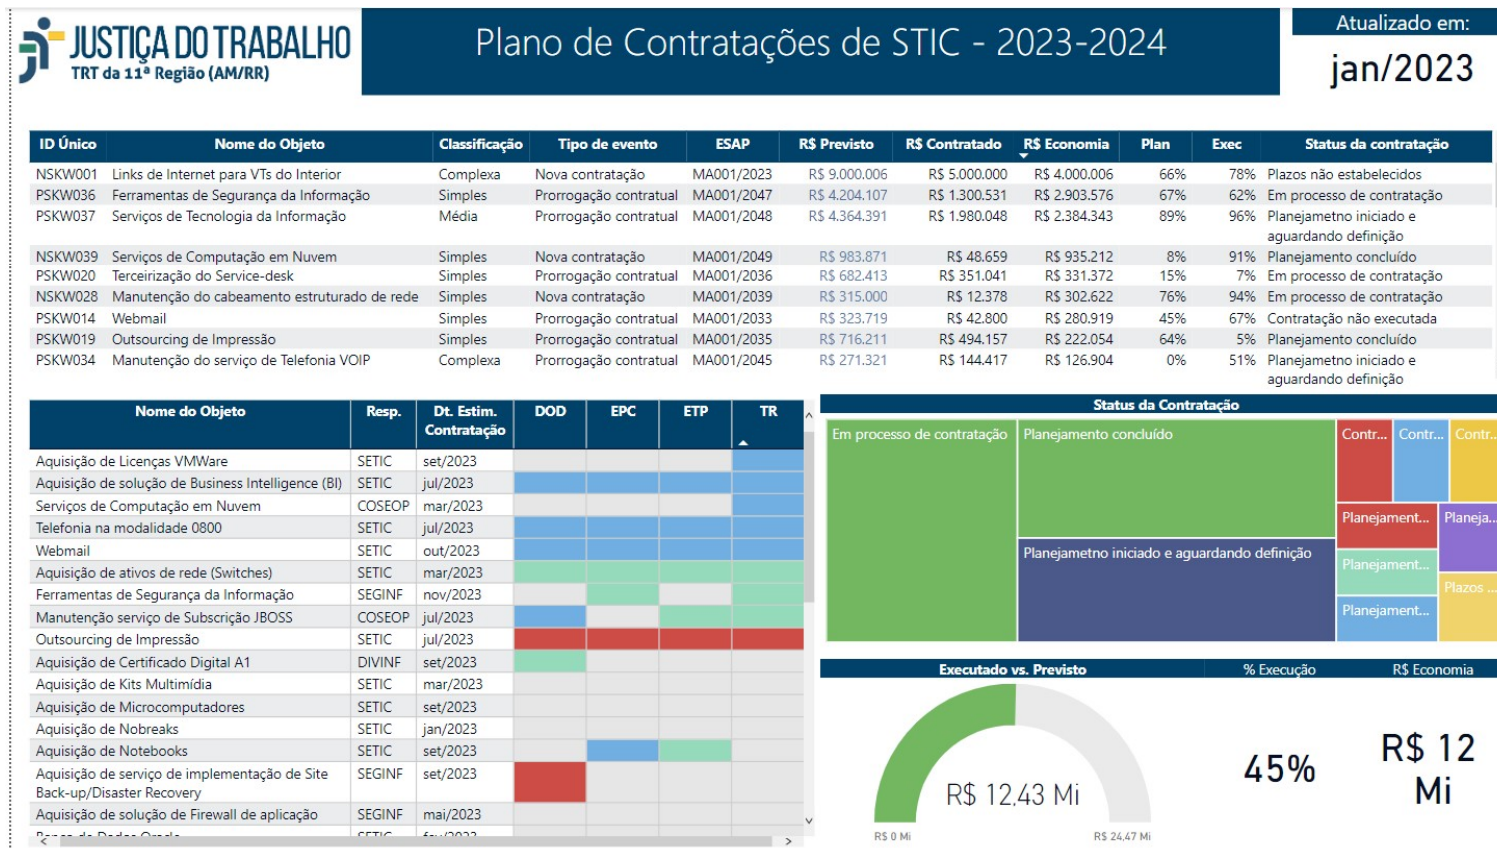 JUSTIÇA DO TRABALHO
TRT da 11ª Região (AM/RR)
Plano de Contratações de STIC - 2023-2024
Atualizado em:
jan/2023
ID Único Nome do Objeto Classificação Tipo de evento ESAP R$ Previsto R$ Contratado R$ Economia Plan Exec Status da contratação
NSKW001 Links de Internet para VTs do Interior Complexa Nova contratação MA001/2023 R$ 9.000.006 R$ 5.000.000 R$ 4.000.006 66% 78% Plazos não estabelecidos
PSKW036 Ferramentas de Segurança da Informação Simples Prorrogação contratual MA001/2047 R$ 4.204.107 R$ 1.300.531 R$ 2.903.576 67% 62% Em processo de contratação
PSKW037 Serviços de Tecnologia da Informação Média Prorrogação contratual MA001/2048 R$ 4.364.391 R$ 1.980.048 R$ 2.384.343 89% 96% Planejametno iniciado e
aguardando definição
NSKW039 Serviços de Computação em Nuvem Simples Nova contratação MA001/2049 R$ 983.871 R$ 48.659 R$ 935.212 8% 91% Planejamento concluído
PSKW020 Terceirização do Service-desk Simples Prorrogação contratual MA001/2036 R$ 682.413 R$ 351.041 R$ 331.372 15% 7% Em processo de contratação
NSKW028 Manutenção do cabeamento estruturado de rede Simples Nova contratação MA001/2039 R$ 315.000 R$ 12.378 R$ 302.622 76% 94% Em processo de contratação
PSKW014 Webmail Simples Prorrogação contratual MA001/2033 R$ 323.719 R$ 42.800 R$ 280.919 45% 67% Contratação não executada
PSKW019 Outsourcing de Impressão Simples Prorrogação contratual MA001/2035 R$ 716.211 R$ 494.157 R$ 222.054 64% 5% Planejamento concluído
PSKW034 Manutenção do serviço de Telefonia VOIP Complexa Prorrogação contratual MA001/2045 R$ 271.321 R$ 144.417 R$ 126.904 0% 51% Planejametno iniciado e
aguardando definição
Nome do Objeto Resp. Dt. Estim. DOD EPC ETP TR
Contratação
Aquisição de Licenças VMWare SETIC set/2023
Aquisição de solução de Business Intelligence (BI) SETIC jul/2023
Serviços de Computação em Nuvem COSEOP mar/2023
Telefonia na modalidade 0800 SETIC jul/2023
Webmail SETIC out/2023
Aquisição de ativos de rede (Switches) SETIC mar/2023
Ferramentas de Segurança da Informação SEGINF nov/2023
Manutenção serviço de Subscrição JBOSS COSEOP jul/2023
Outsourcing de Impressão SETIC jul/2023
Aquisição de Certificado Digital A1 DIVINF set/2023
Aquisição de Kits Multimídia SETIC mar/2023
Aquisição de Microcomputadores SETIC set/2023
Aquisição de Nobreaks SETIC jan/2023
Aquisição de Notebooks SETIC set/2023
Aquisição de serviço de implementação de Site SEGINF set/2023
Back-up/Disaster Recovery
Aquisição de solução de Firewall de aplicação SEGINF mai/2023
Status da Contratação
Em processo de contratação
Planejamento concluído
Planejametno iniciado e aguardando definição
Contr... Contr... Contr...
Planejament... Planeja...
Planejament...
Plazos ...
Planejament...
Executado vs. Previsto
R$ 12,43 Mi
R$ 0 Mi R$ 24,47 Mi
% Execução
45%
R$ Economia
R$ 12
Mi